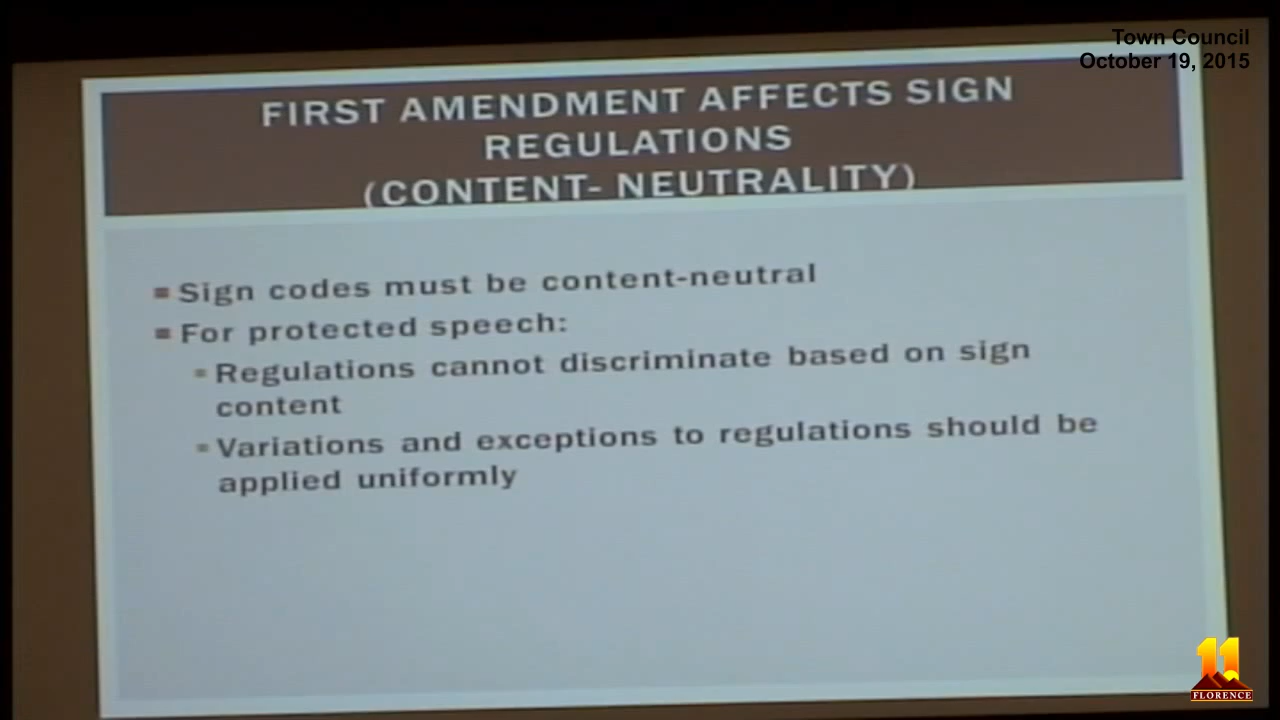 Town Council
October 19, 2015
FIRST AMENDMENT AFFECTS SIGN
REGULATIONS
(CONTENT- NEUTRALITY)
Sign codes must be content-neutral
For protected speech:
Regulations cannot discriminate based on sign
content
Variations and exceptions to regulations should be
applied uniformly
11
FLORENCE